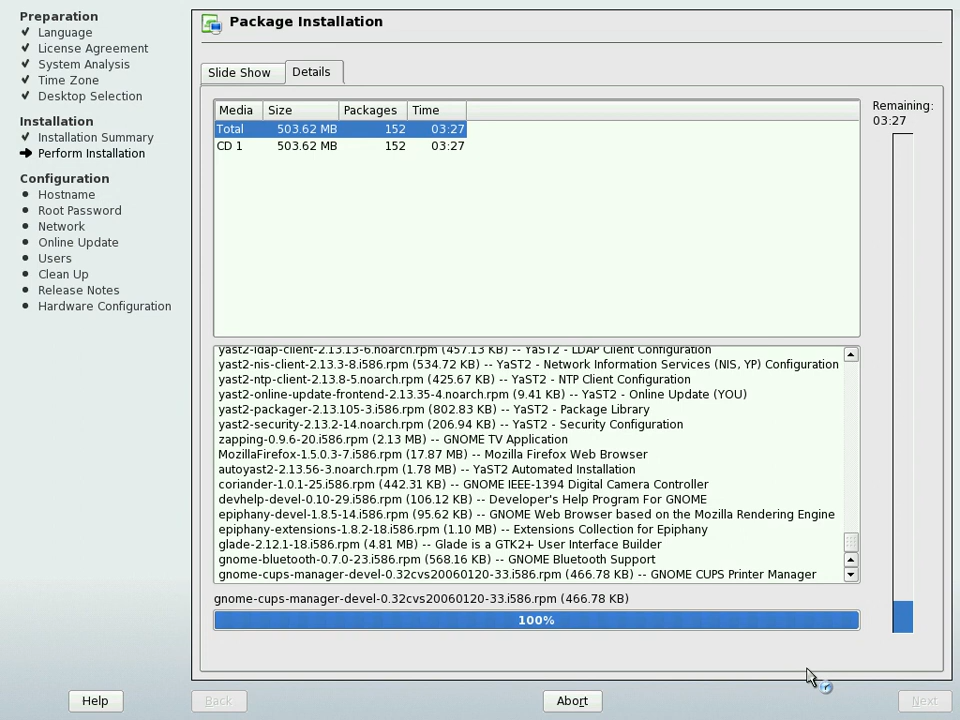 Preparation
Language
License Agreement
System Analysis
Time Zone
Desktop Selection
Installation
Installation Summary
Perform Installation
Configuration
Hostname
Root Password
Network
Online Update
Users
Clean Up
Release Notes
Hardware Configuration
Package Installation
Slide Show Details
Media Size Packages Time
Total 503.62 MB 152 03:27
CD 1 503.62 MB 152 03:27
Remaining:
03:27
yast2-ldap-client-2.13.13-6.noarch.rpm (457.13 KB) -- YaST2 - LDAP Client Configuration
yast2-nis-client-2.13.3-8.i586.rpm (534.72 KB) -- YaST2 - Network Information Services (NIS, YP) Configuration
yast2-ntp-client-2.13.8-5.noarch.rpm (425.67 KB) -- YaST2 - NTP Client Configuration
yast2-online-update-frontend-2.13.35-4.noarch.rpm (9.41 KB) -- YaST2 - Online Update (YOU)
yast2-packager-2.13.105-3.i586.rpm (802.83 KB) -- YaST2 - Package Library
yast2-security-2.13.2-14.noarch.rpm (206.94 KB) -- YaST2 - Security Configuration
zapping-0.9.6-20.i586.rpm (2.13 MB) -- GNOME TV Application
MozillaFirefox-1.5.0.3-7.i586.rpm (17.87 MB) -- Mozilla Firefox Web Browser
autoyast2-2.13.56-3.noarch.rpm (1.78 MB) -- YaST2 Automated Installation
coriander-1.0.1-25.i586.rpm (442.31 KB) -- GNOME IEEE-1394 Digital Camera Controller
devhelp-devel-0.10-29.i586.rpm (106.12 KB) -- Developer's Help Program For GNOME
epiphany-devel-1.8.5-14.i586.rpm (95.62 KB) -- GNOME Web Browser based on the Mozilla Rendering Engine
epiphany-extensions-1.8.2-18.i586.rpm (1.10 MB) -- Extensions Collection for Epiphany
glade-2.12.1-18.i586.rpm (4.81 MB) -- Glade is a GTK2+ User Interface Builder
gnome-bluetooth-0.7.0-23.i586.rpm (568.16 KB) -- GNOME Bluetooth Support
gnome-cups-manager-devel-0.32cvs20060120-33.i586.rpm (466.78 KB) -- GNOME CUPS Printer Manager
gnome-cups-manager-devel-0.32cvs20060120-33.i586.rpm (466.78 KB)
100%
Help Back Abort Next